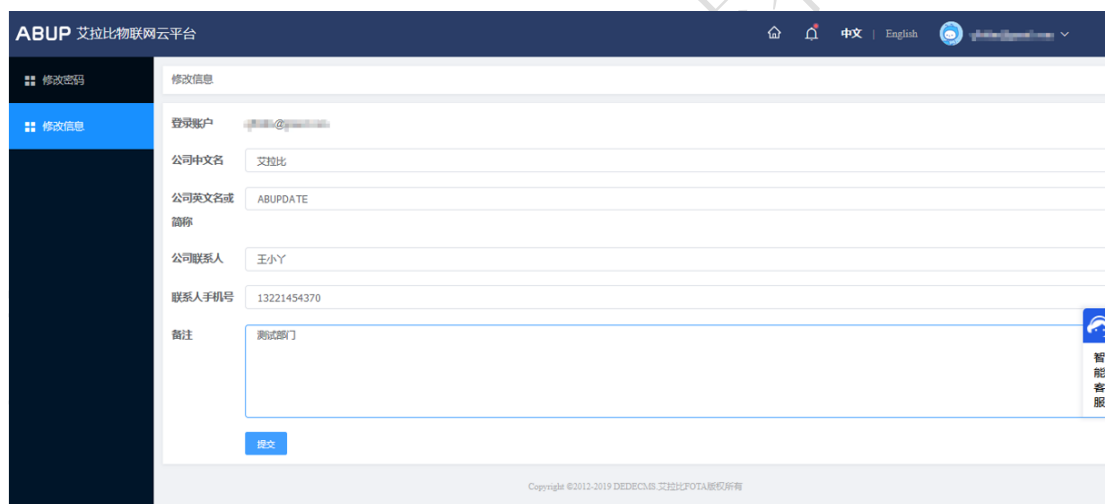 ABUP 艾拉比物联网云平台
中文 | English
修改密码
修改信息
修改信息
登录账户
@
公司中文名 艾拉比
公司英文名或 ABUPDATE
简称
公司联系人 王小丫
联系人手机号 13221454370
备注 测试部门
智
能
客
服
提交
Copyright ©2012-2019 DEDECMS.艾拉比FOTA版权所有